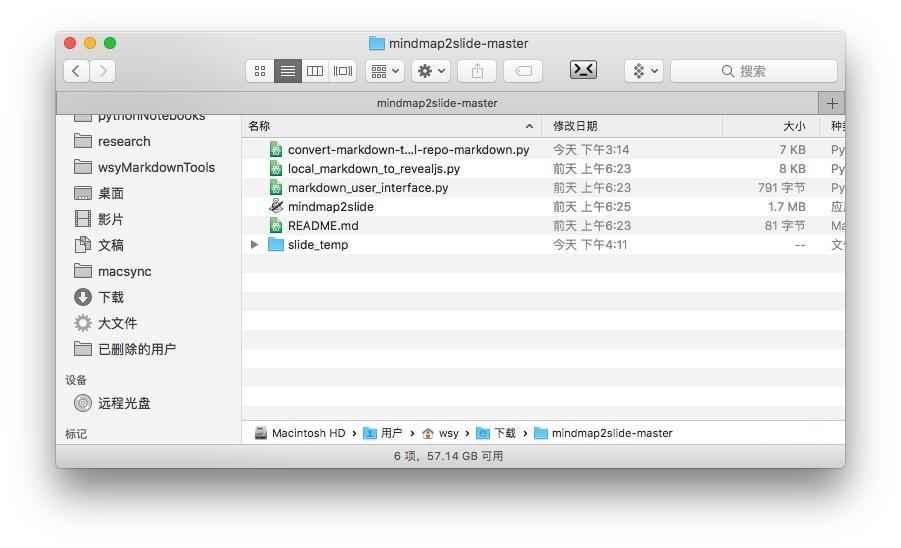 mindmap2slide-master
搜索
mindmap2slide-master
pythonNotebooks
research
wsyMarkdownTools
桌面
影片
文稿
macsync
下载
大文件
已删除的用户
设备
远程光盘
标记
名称 修改日期 大小 种类
convert-markdown-t...l-repo-markdown.py 今天 下午3:14 7 KB Py
local_markdown_to_revealjs.py 前天 上午6:23 8 KB Py
markdown_user_interface.py 前天 上午6:23 791 字节 Py
mindmap2slide 前天 上午6:25 1.7 MB 应
README.md 前天 上午6:23 81 字节 Ma
slide_temp 今天 下午4:11 -- 文
Macintosh HD › 用户 › wsy › 下载 › mindmap2slide-master
6 项，57.14 GB 可用